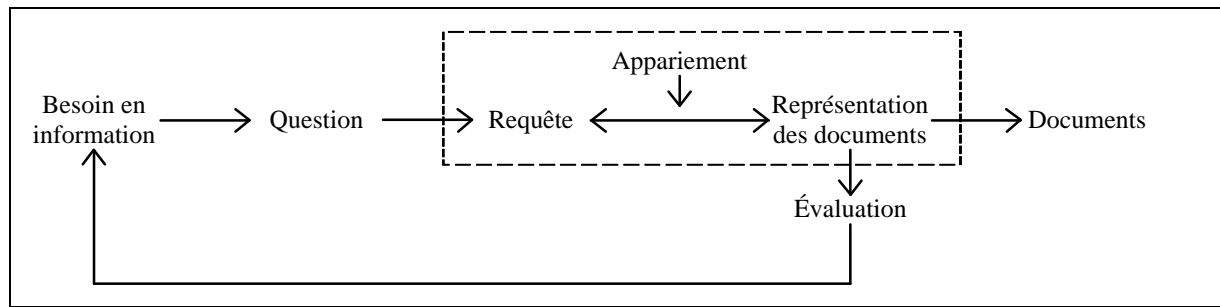 Appariement
Besoin en
information
Question
Requête
Représentation
des documents
Documents
Évaluation